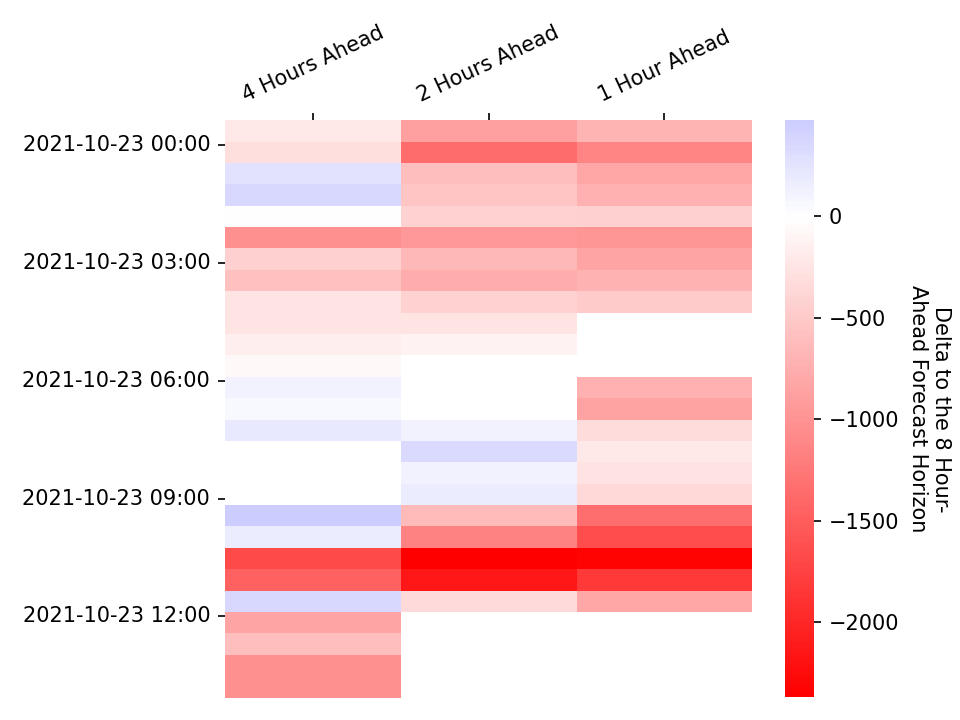 4 Hours Ahead
2 Hours Ahead
1 Hour Ahead
2021-10-23 00:00
2021-10-23 03:00
2021-10-23 06:00
2021-10-23 09:00
2021-10-23 12:00
0
−500
−1000
−1500
−2000
Delta to the 8 Hour-
Ahead Forecast Horizon